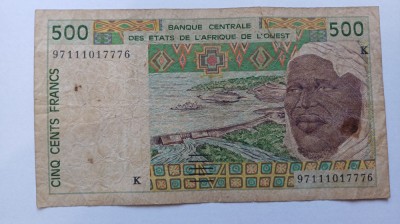 500
BANQUE CENTRALE
DES ETATS DE L'AFRIQUE DE L'OUEST
500
97111017776
K
CINQ CENTS FRANCS
K
97111017776